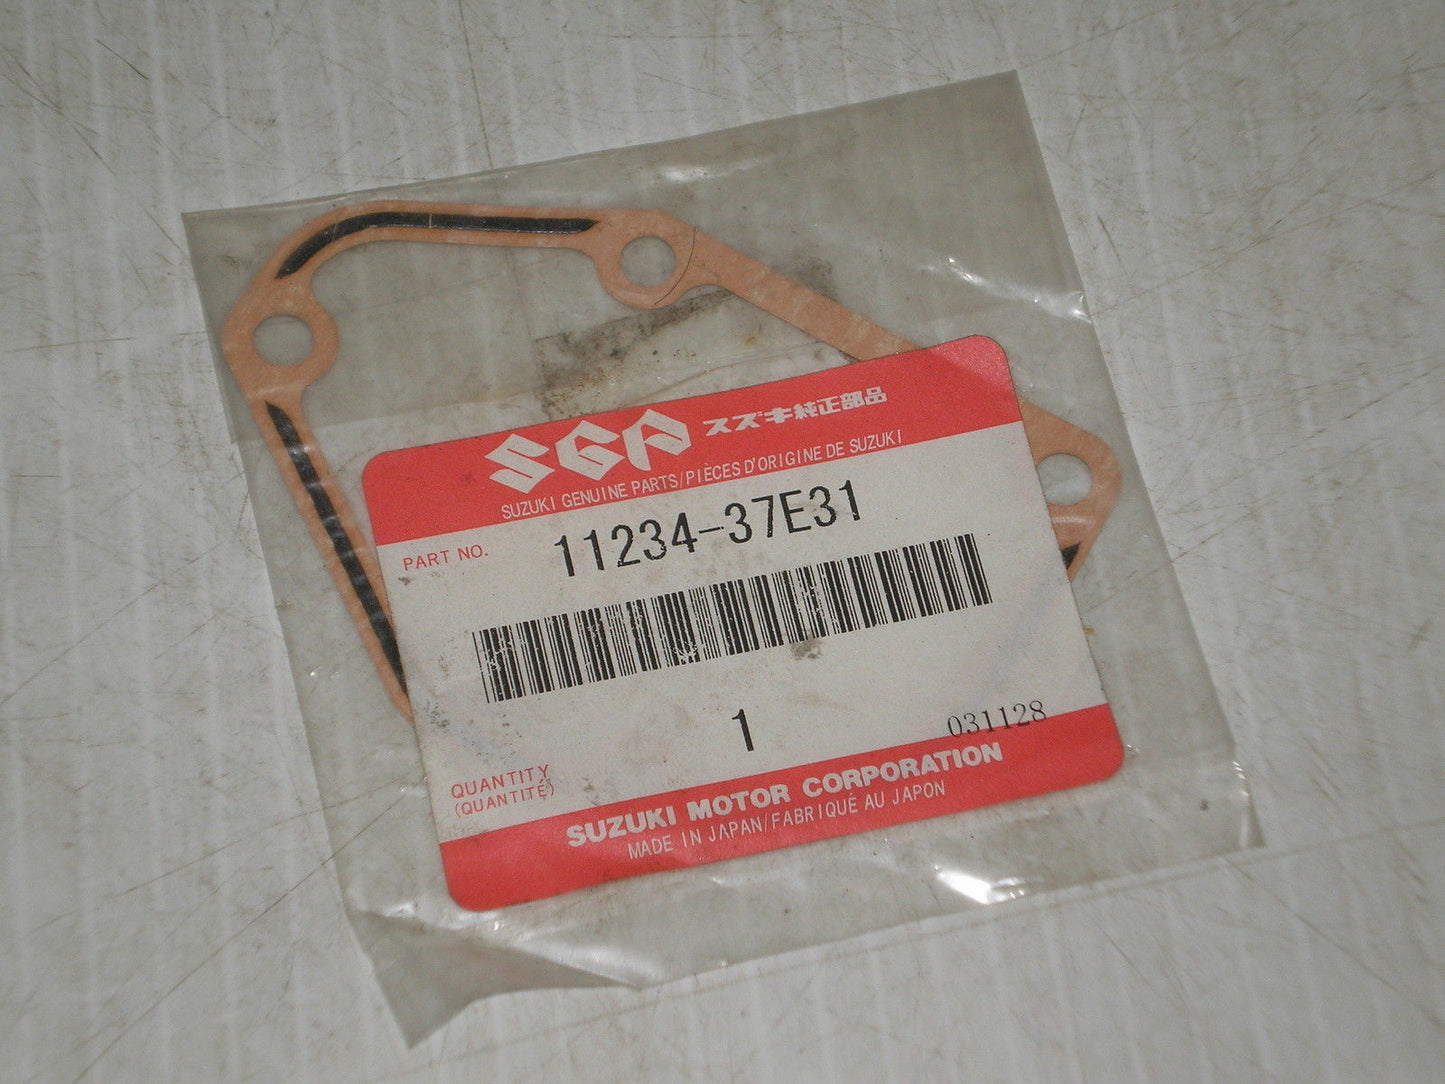 SGP スズキ純正部品
SUZUKI GENUINE PARTS/PIECES D'ORIGINE DE SUZUKI
PART NO. 11234-37E31
1
031128
QUANTITY
(QUANTITÉ)
SUZUKI MOTOR CORPORATION
MADE IN JAPAN/FABRIQUÉ AU JAPON